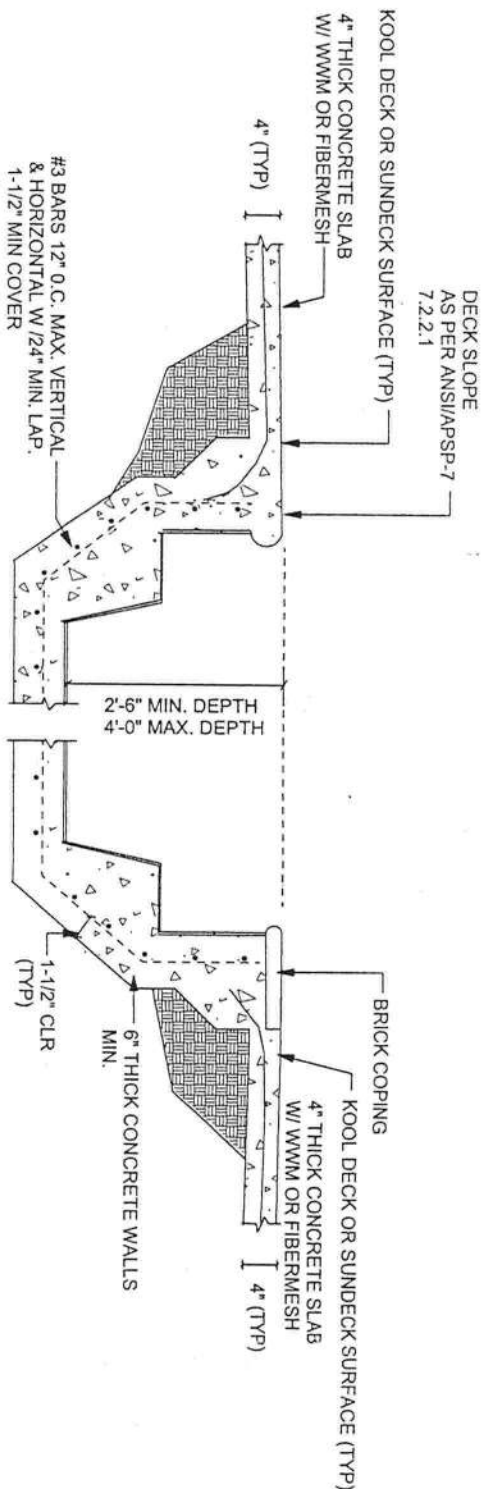 DECK SLOPE
AS PER ANSI/APSP-7
7.2.2.1
KOOL DECK OR SUNDECK SURFACE (TYP)
4" THICK CONCRETE SLAB
W/ WWM OR FIBERMESH
4" (TYP)
#3 BARS 12" O.C. MAX. VERTICAL
& HORIZONTAL W /24" MIN. LAP.
1-1/2" MIN COVER
2'-6" MIN. DEPTH
4'-0" MAX. DEPTH
BRICK COPING
KOOL DECK OR SUNDECK SURFACE (TYP)
4" THICK CONCRETE SLAB
W/ WWM OR FIBERMESH
4" (TYP)
6" THICK CONCRETE WALLS
MIN.
1-1/2" CLR
(TYP)